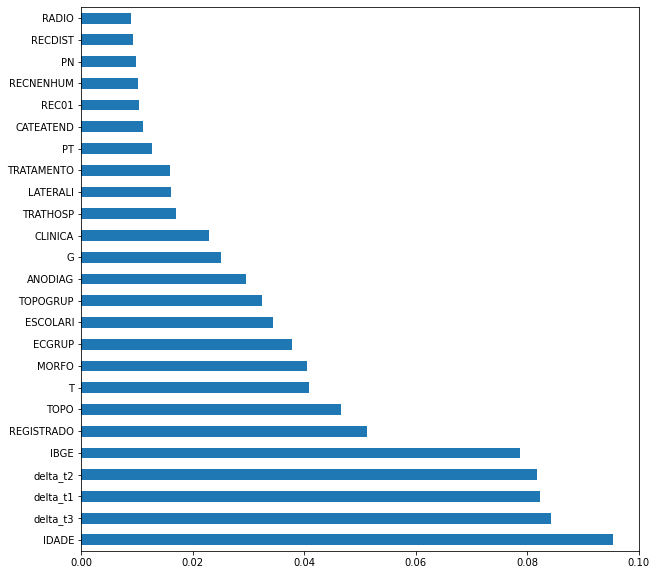 RADIO
RECDIST
PN
RECNENHUM
REC01
CATEATEND
PT
TRATAMENTO
LATERALI
TRATHOSP
CLINICA
G
ANODIAG
TOPOGRUP
ESCOLARI
ECGRUP
MORFO
T
TOPO
REGISTRADO
IBGE
delta_t2
delta_t1
delta_t3
IDADE
0.00 0.02 0.04 0.06 0.08 0.10